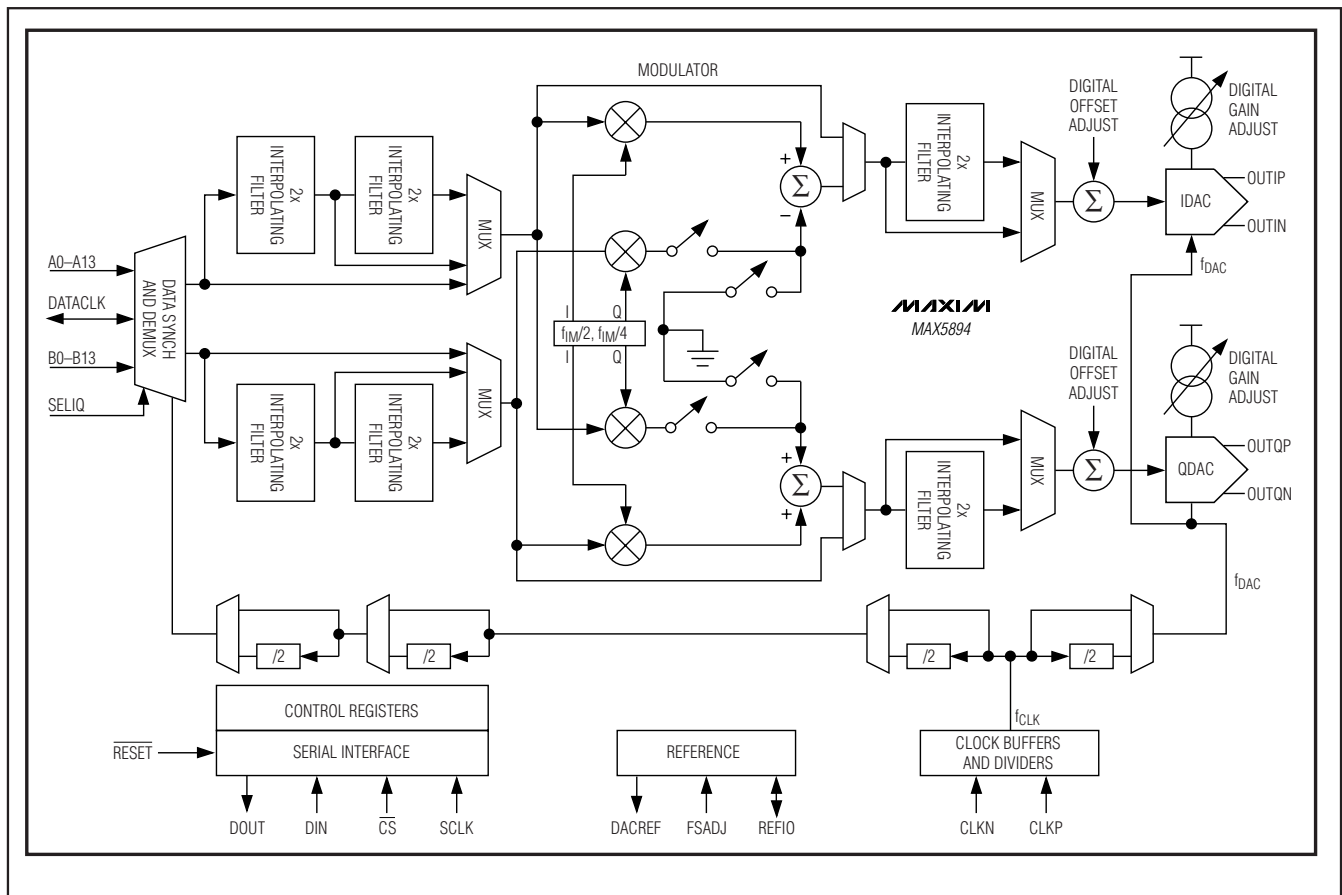 MODULATOR
DIGITAL
OFFSET
ADJUST
DIGITAL
GAIN
ADJUST
2x
INTERPOLATING
FILTER
2x
INTERPOLATING
FILTER
MUX
+
Σ
−
2x
INTERPOLATING
FILTER
MUX
Σ
IDAC
OUTIP
OUTIN
fDAC
A0–A13
DATACLK
B0–B13
SELIQ
DATA SYNCH
AND DEMUX
I
Q
fIM/2, fIM/4
I
Q
MAXIM
MAX5894
MUX
2x
INTERPOLATING
FILTER
2x
INTERPOLATING
FILTER
DIGITAL
OFFSET
ADJUST
DIGITAL
GAIN
ADJUST
+
Σ
+
2x
INTERPOLATING
FILTER
MUX
Σ
QDAC
OUTQP
OUTQN
fDAC
/2
/2
/2
/2
fCLK
CONTROL REGISTERS
SERIAL INTERFACE
RESET
REFERENCE
CLOCK BUFFERS
AND DIVIDERS
DOUT
DIN
CS
SCLK
DACREF
FSADJ
REFIO
CLKN
CLKP